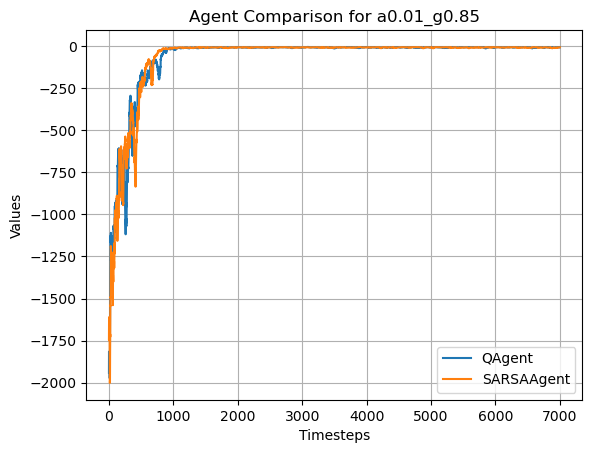 Agent Comparison for a0.01_g0.85
Values
0
−250
−500
−750
−1000
−1250
−1500
−1750
−2000
0 1000 2000 3000 4000 5000 6000 7000
Timesteps
QAgent
SARSAAgent